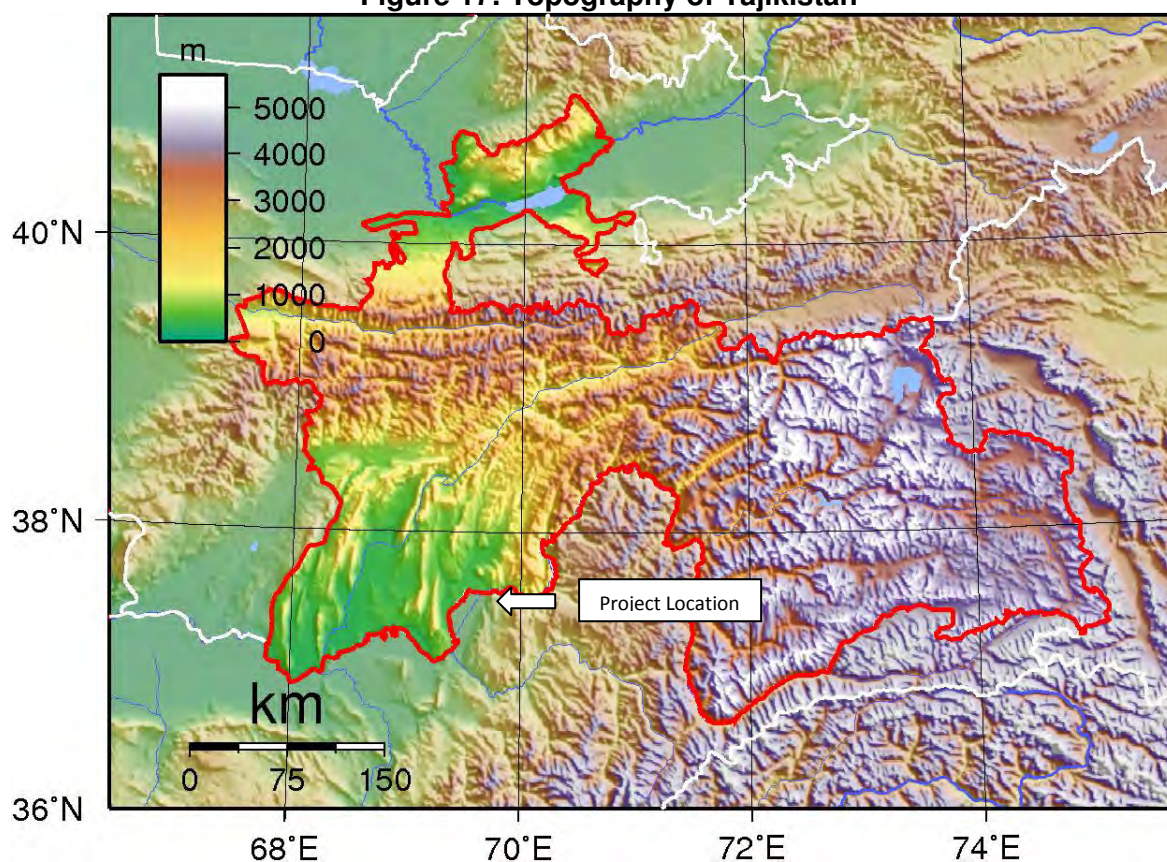 Figure 17: Topography of Tajikistan
m
5000
4000
3000
2000
1000
0
40°N
38°N
36°N
Project Location
km
0 75 150
68°E 70°E 72°E 74°E